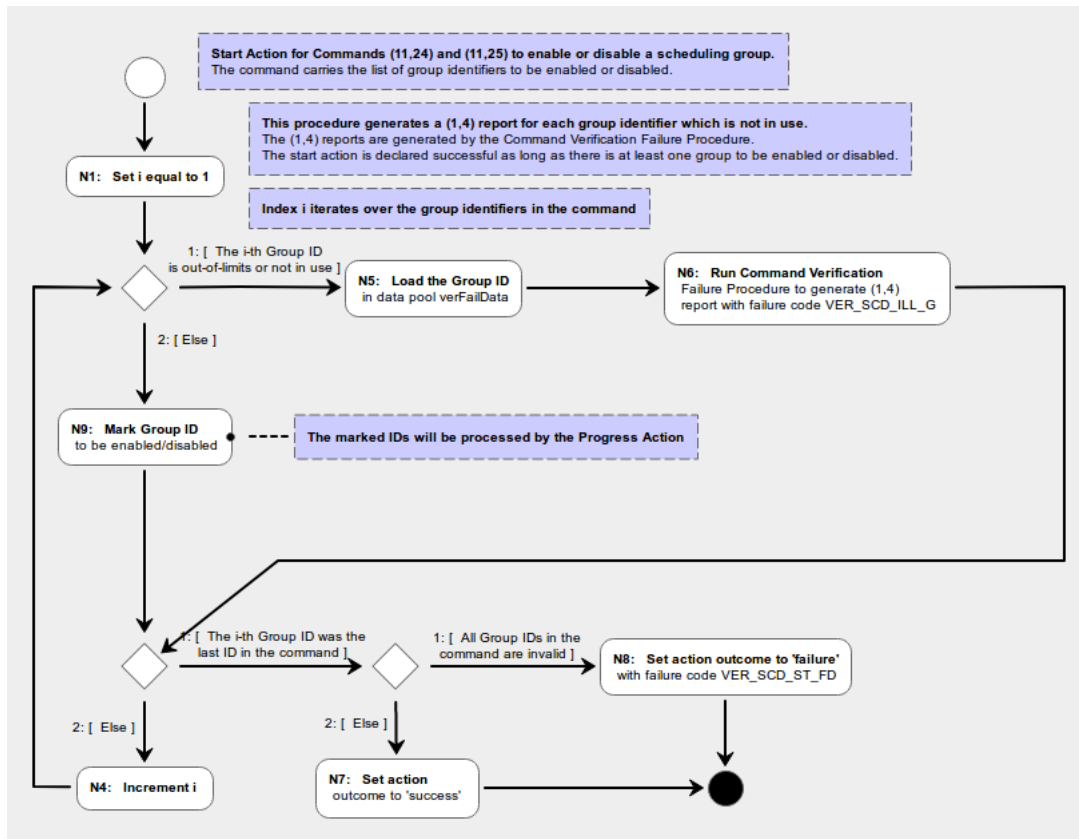 Start Action for Commands (11,24) and (11,25) to enable or disable a scheduling group.
The command carries the list of group identifiers to be enabled or disabled.
This procedure generates a (1,4) report for each group identifier which is not in use.
The (1,4) reports are generated by the Command Verification Failure Procedure.
The start action is declared successful as long as there is at least one group to be enabled or disabled.
N1: Set i equal to 1
Index i iterates over the group identifiers in the command
1: [ The i-th Group ID
is out-of-limits or not in use ]
N5: Load the Group ID
in data pool verFailData
N6: Run Command Verification
Failure Procedure to generate (1,4)
report with failure code VER_SCD_ILL_G
2: [ Else ]
N9: Mark Group ID
to be enabled/disabled
The marked IDs will be processed by the Progress Action
1: [ The i-th Group ID was the
last ID in the command ]
1: [ All Group IDs in the
command are invalid ]
N8: Set action outcome to 'failure'
with failure code VER_SCD_ST_FD
2: [ Else ]
2: [ Else ]
N4: Increment i
N7: Set action
outcome to 'success'